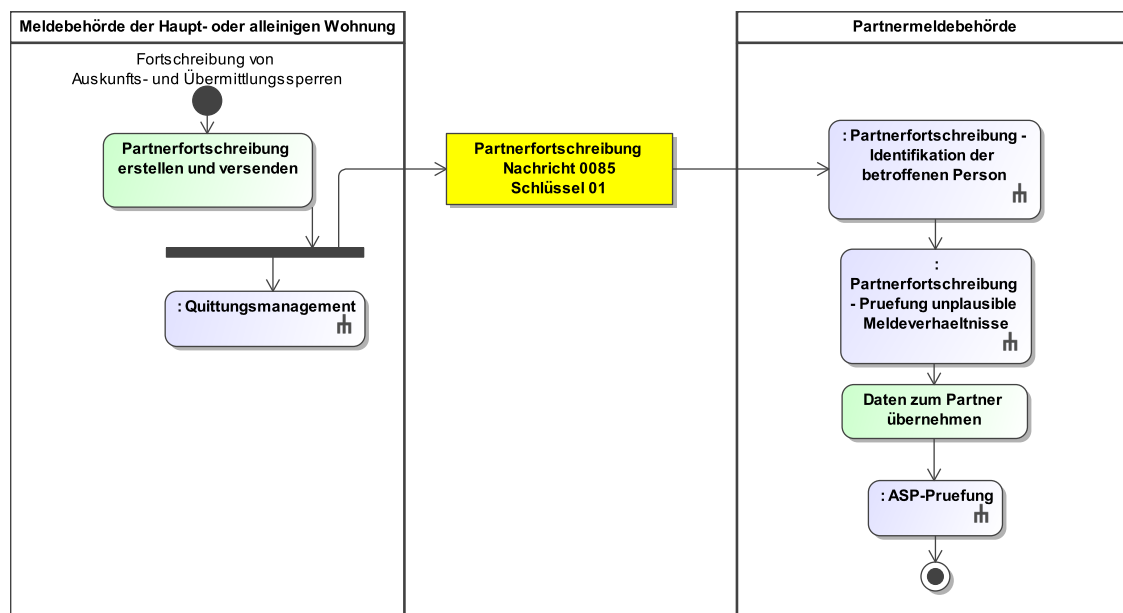 Meldebehörde der Haupt- oder alleinigen Wohnung
Fortschreibung von
Auskunfts- und Übermittlungssperren
Partnerfortschreibung
erstellen und versenden
: Quittungsmanagement
Partnerfortschreibung
Nachricht 0085
Schlüssel 01
Partnermeldebehörde
: Partnerfortschreibung -
Identifikation der
betroffenen Person
:
Partnerfortschreibung
- Pruefung unplausible
Meldeverhaeltnisse
Daten zum Partner
übernehmen
: ASP-Pruefung